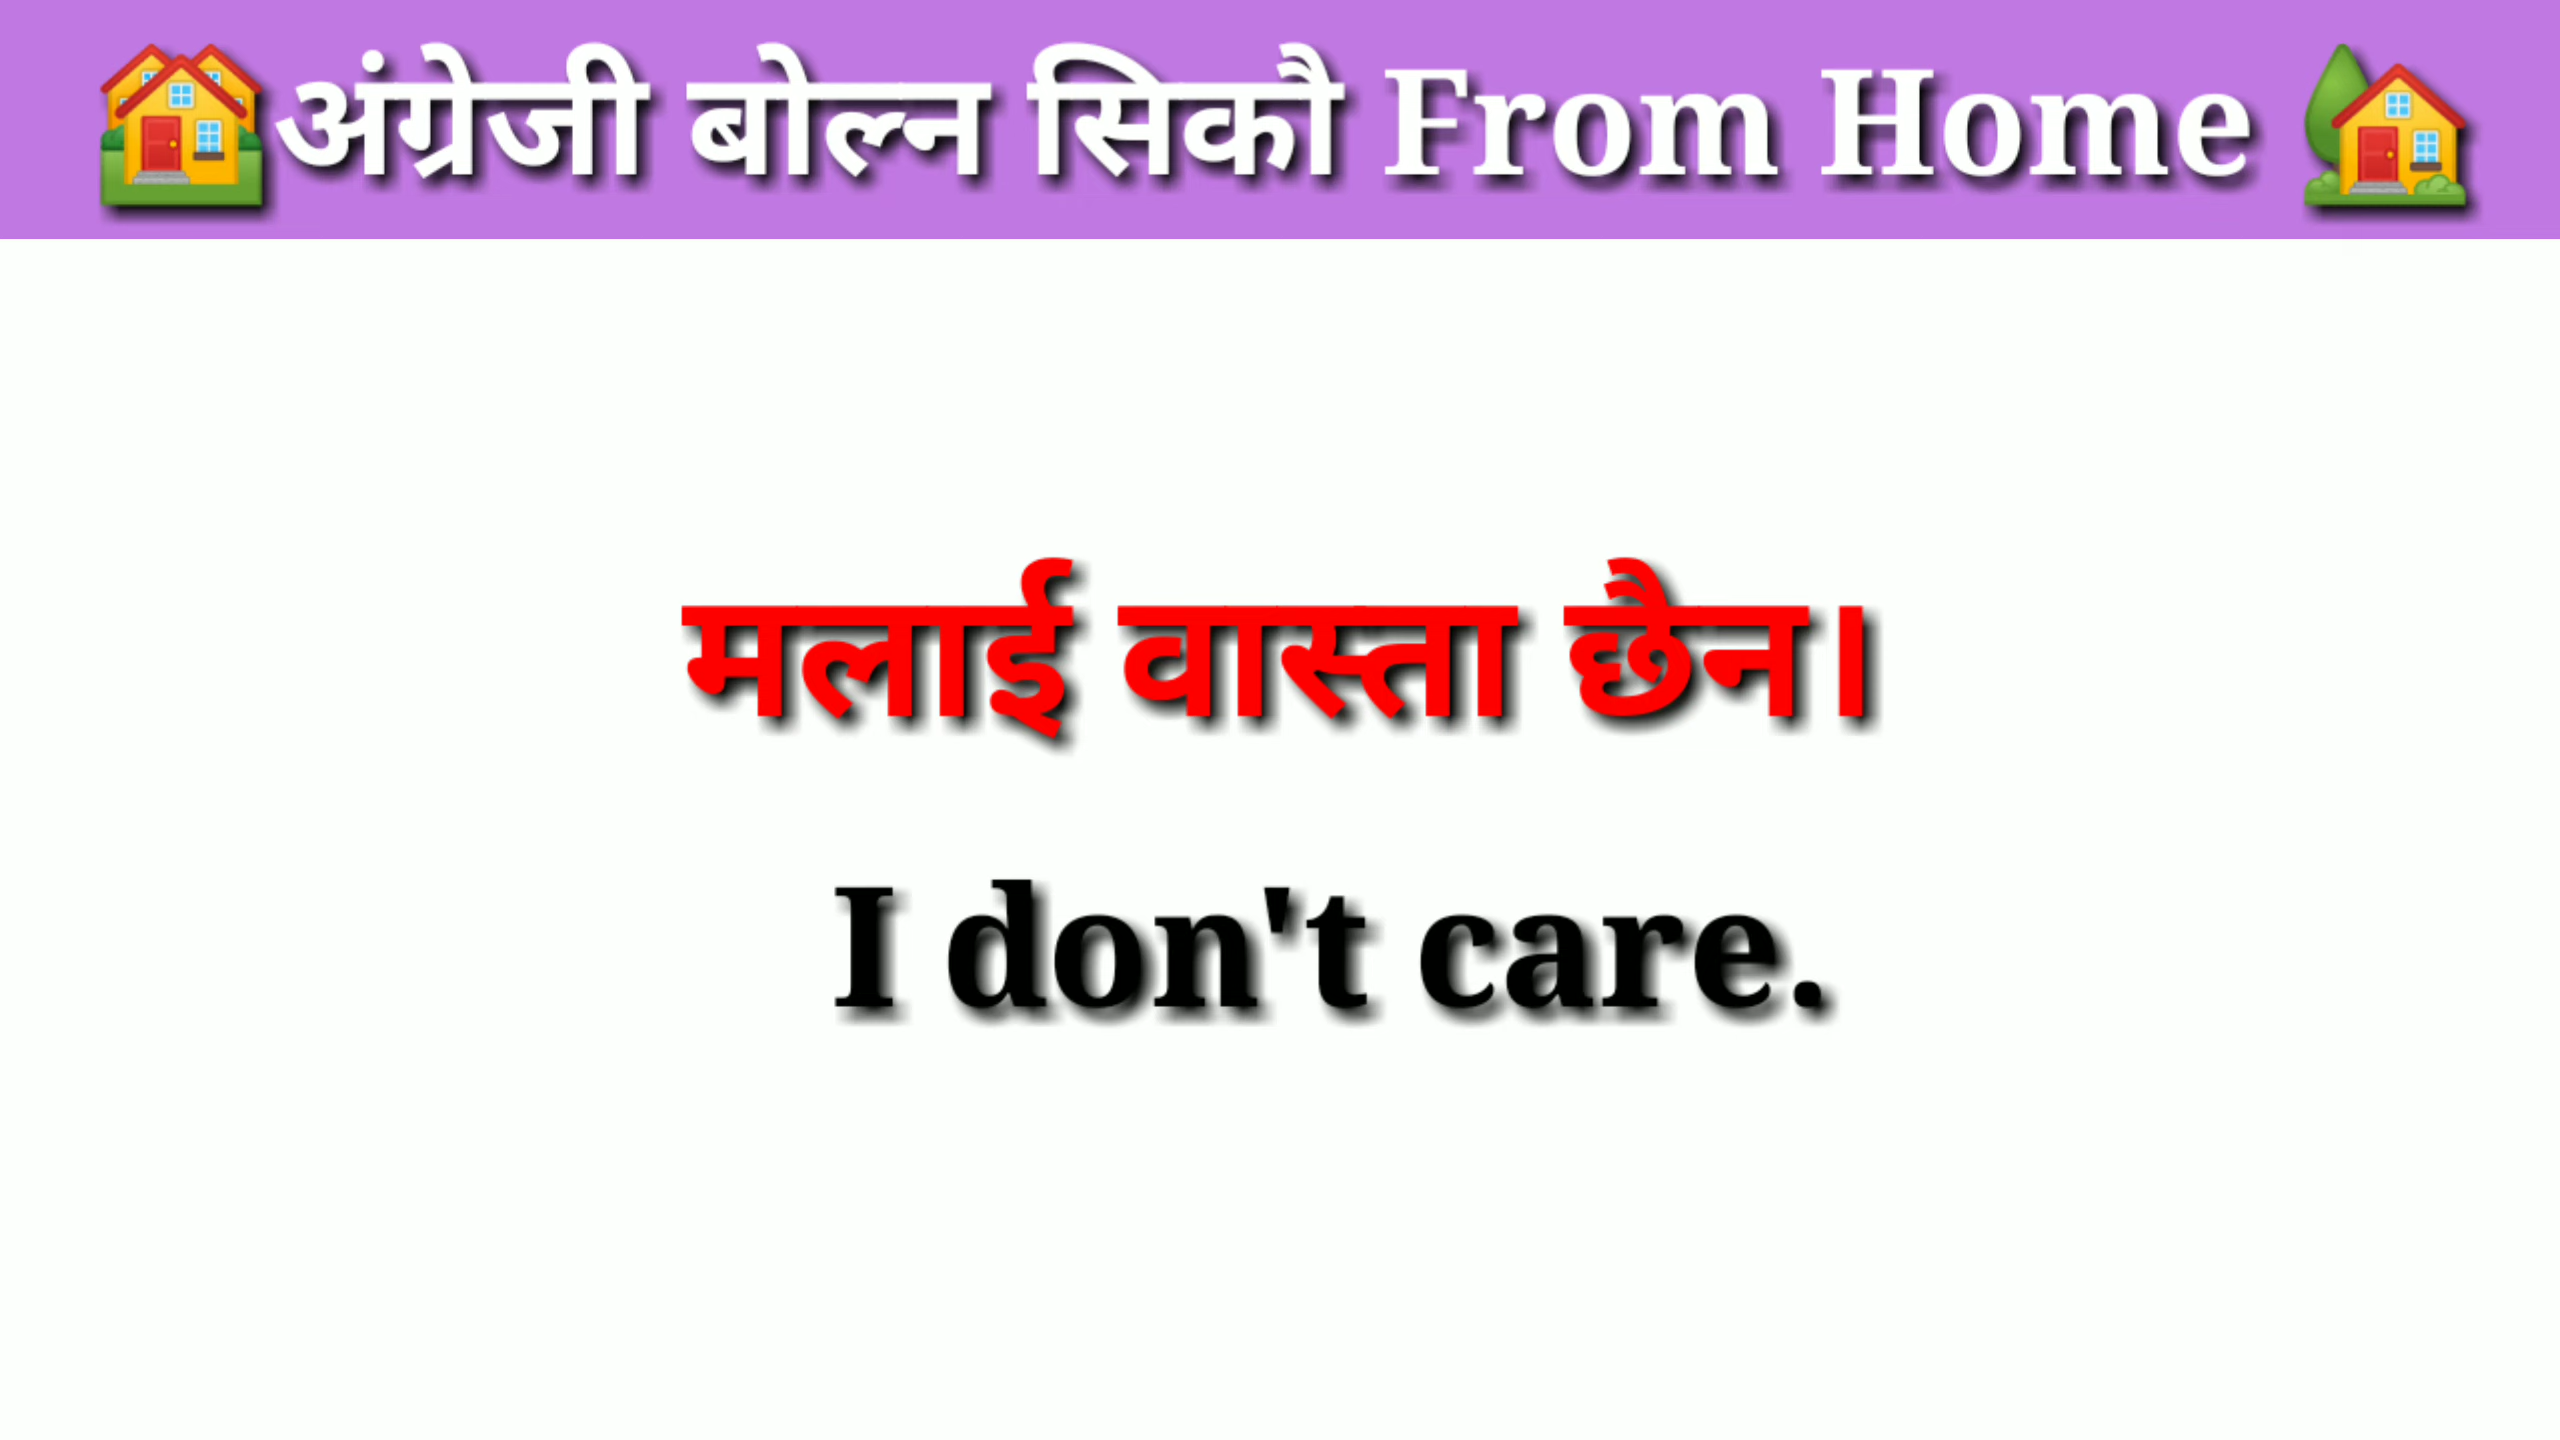 🏘️अंग्रेजी बोल्न सिकौ From Home 🏡
मलाई वास्ता छैन।
I don't care.